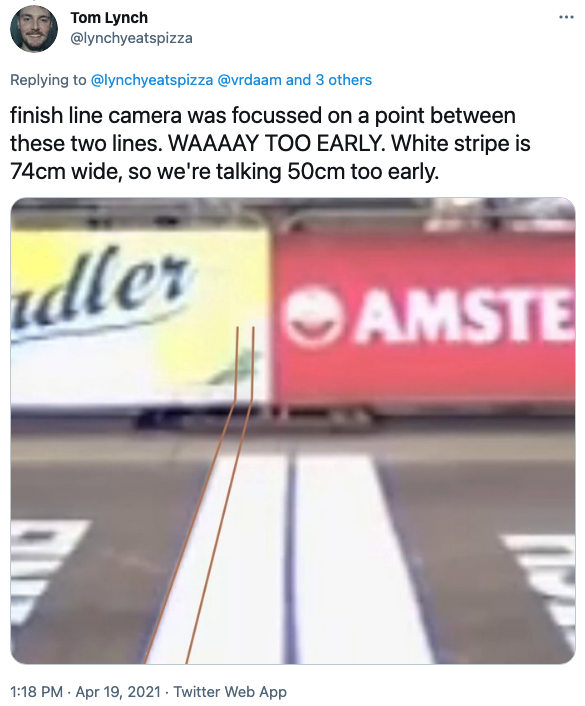 Tom Lynch
@lynchyeatspizza
Replying to @lynchyeatspizza @vrdaam and 3 others
finish line camera was focussed on a point between
these two lines. WAAAAY TOO EARLY. White stripe is
74cm wide, so we're talking 50cm too early.
adler
AMSTE
1:18 PM · Apr 19, 2021 · Twitter Web App